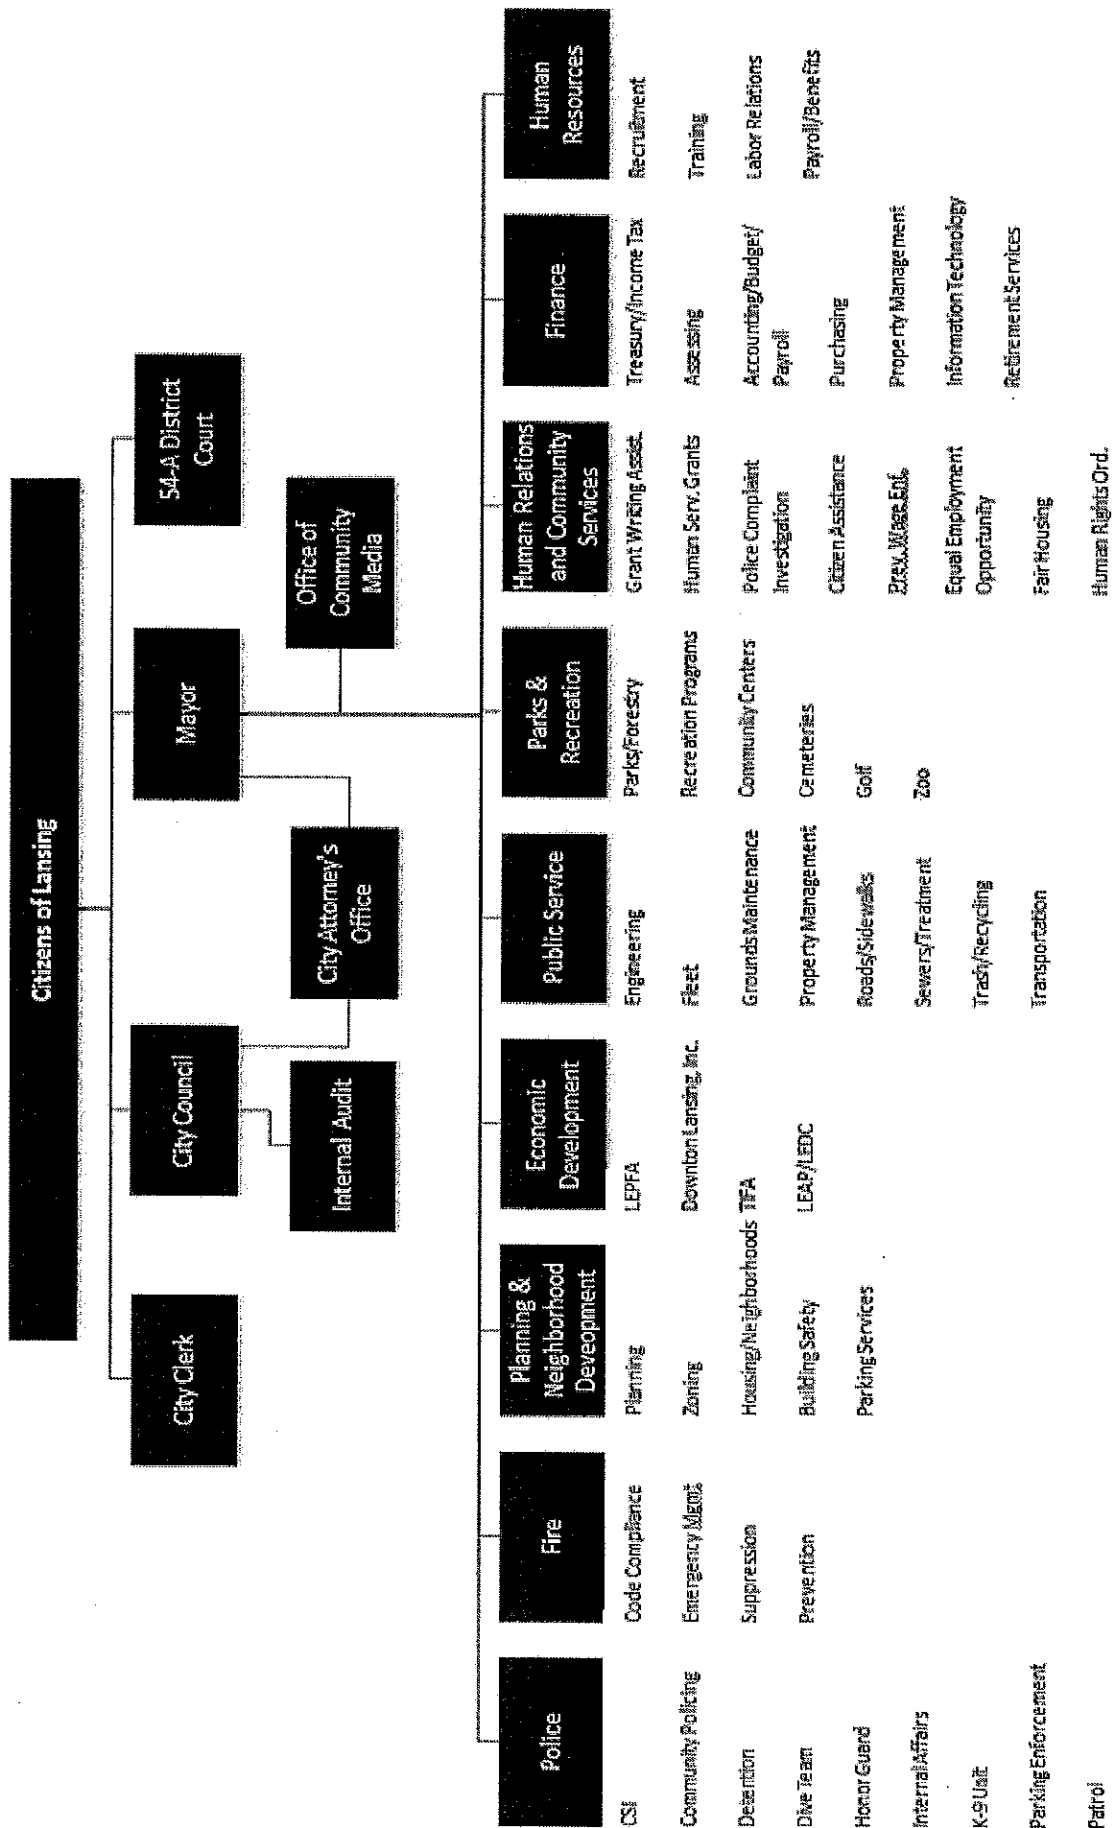 Citizens of Lansing
City Clerk
City Council
Mayor
54-A District
Court
Internal Audit
City Attorney's
Office
Office of
Community
Media
Police
CSI
Community Policing
Detention
Dive Team
Honor Guard
Internal Affairs
K-9 Unit
Parking Enforcement
Patrol
Fire
Code Compliance
Emergency Mgmt
Suppression
Prevention
Planning &
Neighborhood
Deveopment
Planning
Zoning
Housing/Neighborhoods
Building Safety
Parking Services
Economic
Development
LEPFA
Downton Lansing, Inc.
TIFA
LEAP/LEDC
Public Service
Engineering
Fleet
Grounds Maintenance
Property Management
Roads/Sidewalks
Sewers/Treatment
Trash/Recycling
Transportation
Parks &
Recreation
Parks/Forestry
Recreation Programs
Community Centers
Cemeteries
Golf
Zoo
Human Relations
and Community
Services
Grant Writing Assist.
Human Serv. Grants
Police Complaint
Investigation
Citizen Assistance
Prev. Wage Enf.
Equal Employment
Opportunity
Fair Housing
Human Rights Ord.
Finance
Treasury/Income Tax
Assessing
Accounting/Budget/
Payroll
Purchasing
Property Management
Information Technology
Retirement Services
Human
Resources
Recruitment
Training
Labor Relations
Payroll/Benefits